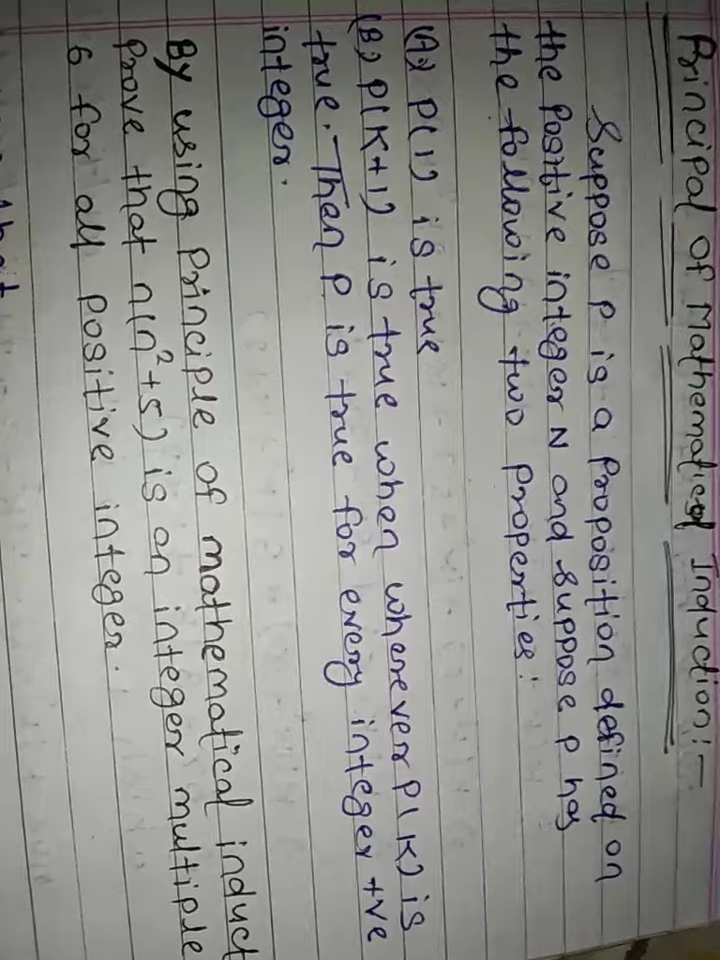 Principal of Mathematical Induction:-
Suppose P is a Proposition defined on
the Positive integer N and Suppose P has
the following two Properties:
(A) P(1) is true
(B) P(K+1) is true when whenever P(K) is
true. Then P is true for every integer +ve
integer.
By using Principle of mathematical induct
Prove that n(n²+5) is an integer multiple
6 for all positive integer.